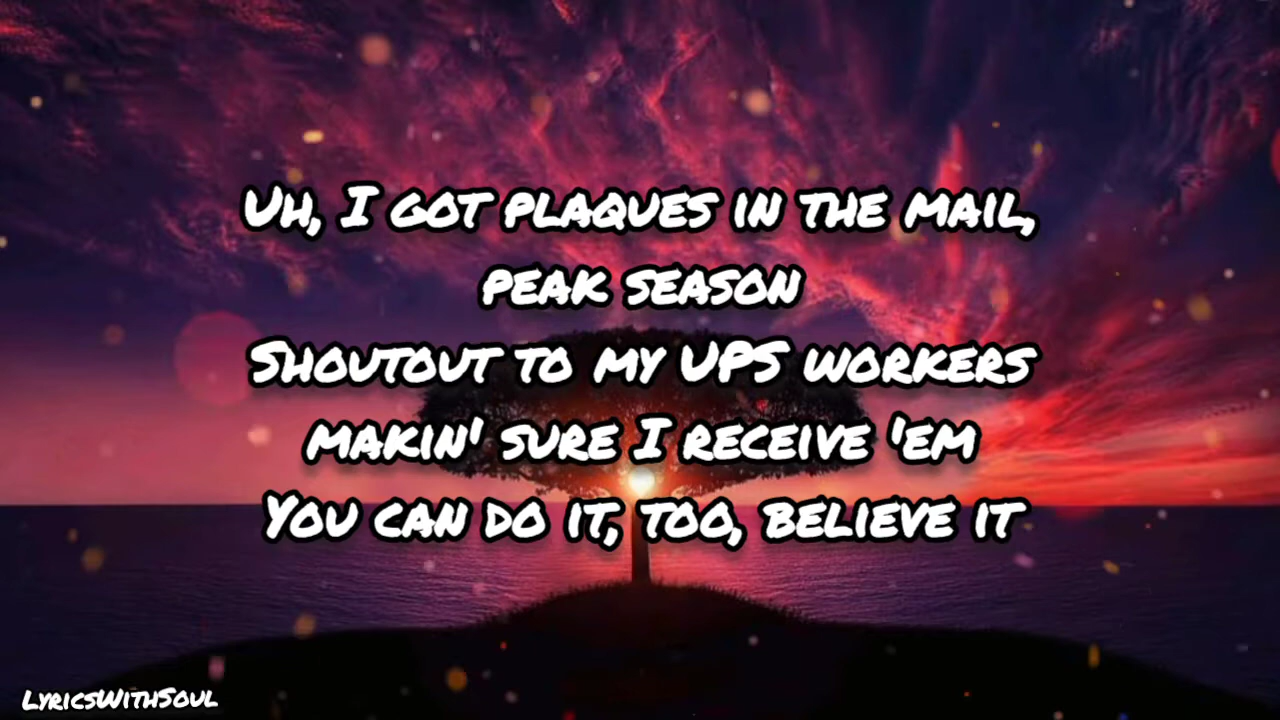 Uh, I got plaques in the mail,
peak season
Shoutout to my UPS workers
makin' sure I receive 'em
You can do it, too, believe it
LyricsWithSoul